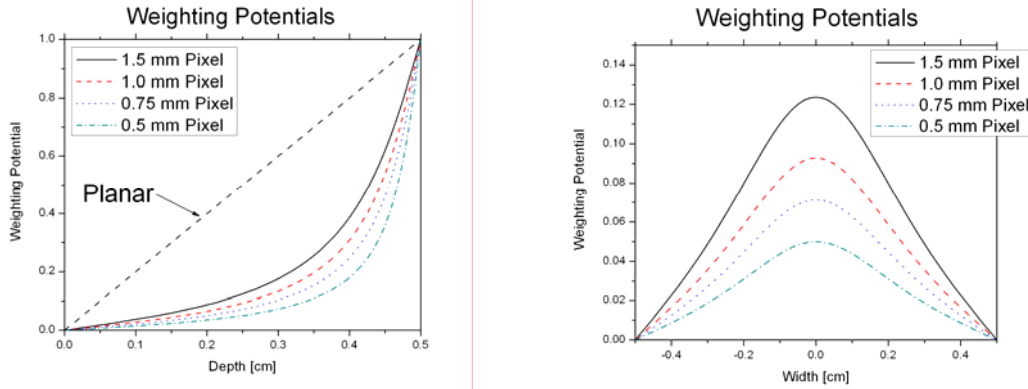 Weighting Potentials
1.0
0.8
0.6
0.4
0.2
0.0
Weighting Potential
1.5 mm Pixel
1.0 mm Pixel
0.75 mm Pixel
0.5 mm Pixel
Planar
0.0 0.1 0.2 0.3 0.4 0.5
Depth [cm]
Weighting Potentials
0.14
0.12
0.10
0.08
0.06
0.04
0.02
0.00
Weighting Potential
1.5 mm Pixel
1.0 mm Pixel
0.75 mm Pixel
0.5 mm Pixel
-0.4 -0.2 0.0 0.2 0.4
Width [cm]